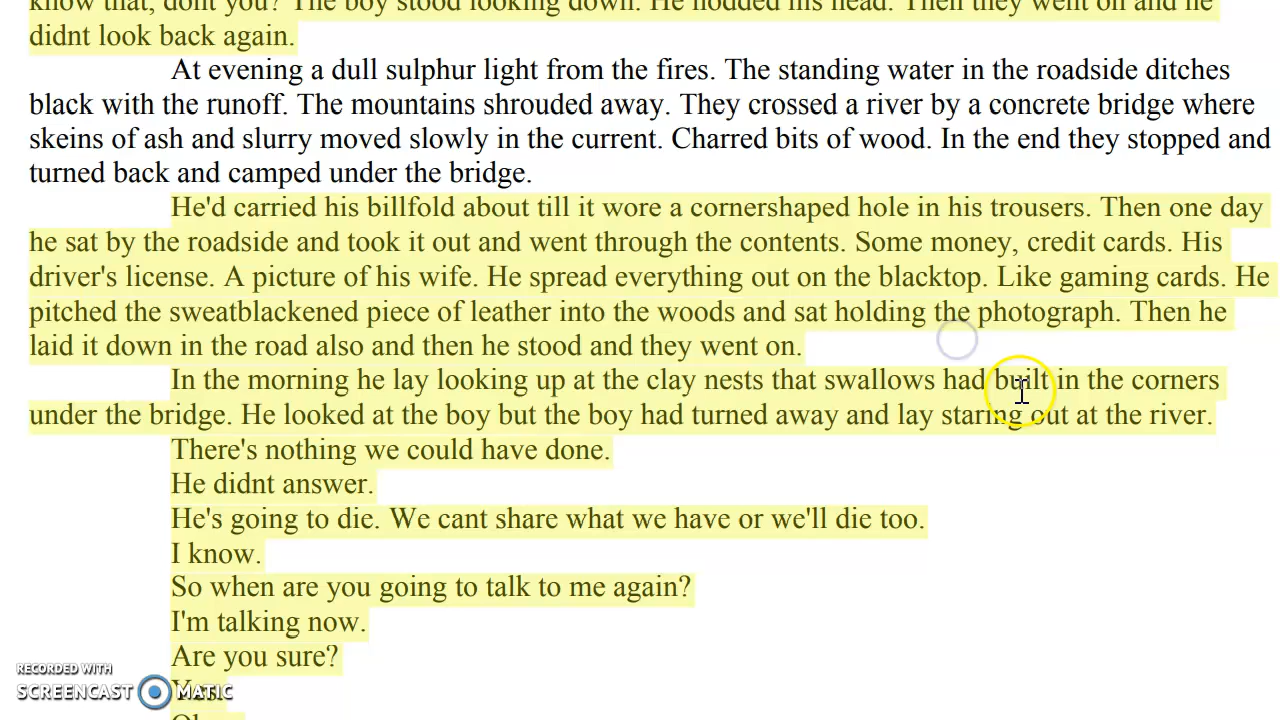 know that, dont you? The boy stood looking down. He nodded his head. Then they went on and he
didnt look back again.
At evening a dull sulphur light from the fires. The standing water in the roadside ditches
black with the runoff. The mountains shrouded away. They crossed a river by a concrete bridge where
skeins of ash and slurry moved slowly in the current. Charred bits of wood. In the end they stopped and
turned back and camped under the bridge.
He'd carried his billfold about till it wore a cornershaped hole in his trousers. Then one day
he sat by the roadside and took it out and went through the contents. Some money, credit cards. His
driver's license. A picture of his wife. He spread everything out on the blacktop. Like gaming cards. He
pitched the sweatblackened piece of leather into the woods and sat holding the photograph. Then he
laid it down in the road also and then he stood and they went on.
In the morning he lay looking up at the clay nests that swallows had built in the corners
under the bridge. He looked at the boy but the boy had turned away and lay staring out at the river.
There's nothing we could have done.
He didnt answer.
He's going to die. We cant share what we have or we'll die too.
I know.
So when are you going to talk to me again?
I'm talking now.
Are you sure?
Yes.
RECORDED WITH
SCREENCAST MATIC